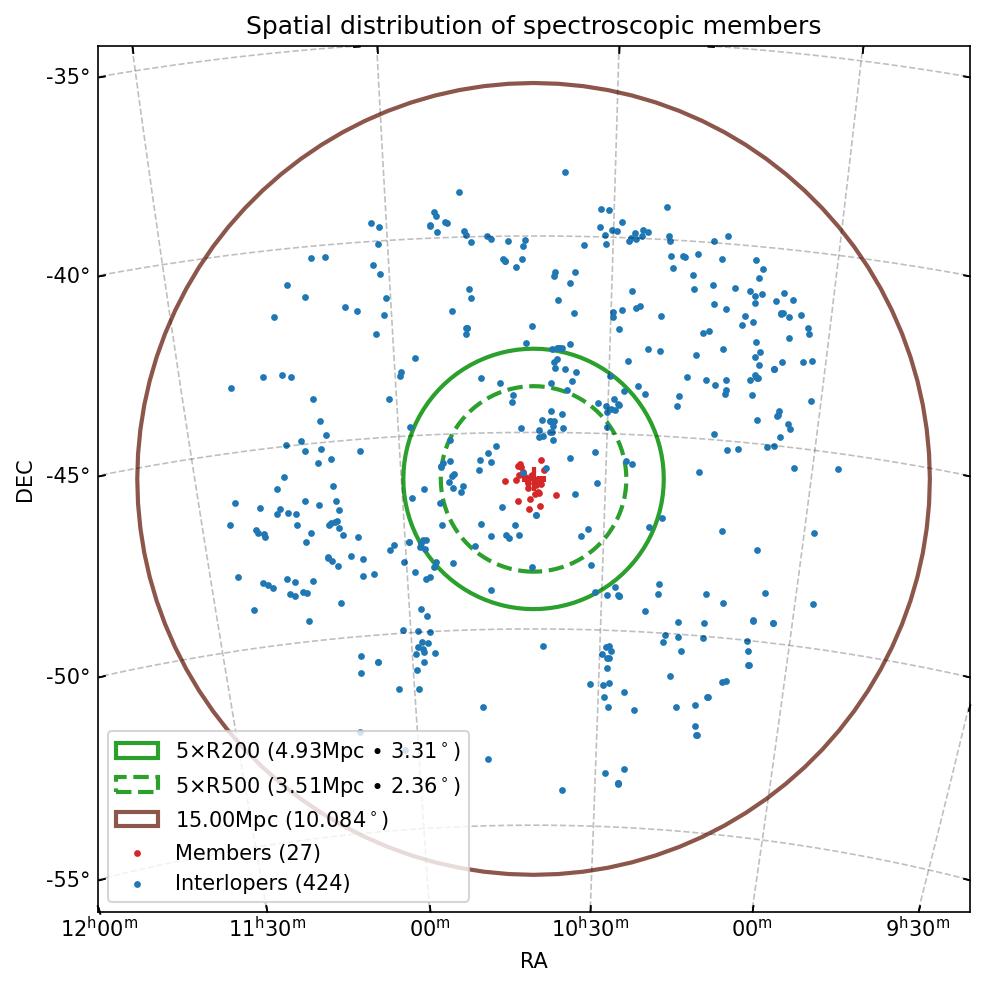 Spatial distribution of spectroscopic members
-35°
-40°
-45°
-50°
-55°
DEC
5×R200 (4.93Mpc • 3.31°)
5×R500 (3.51Mpc • 2.36°)
15.00Mpc (10.084°)
Members (27)
Interlopers (424)
12ʰ00ᵐ 11ʰ30ᵐ 00ᵐ 10ʰ30ᵐ 00ᵐ 9ʰ30ᵐ
RA